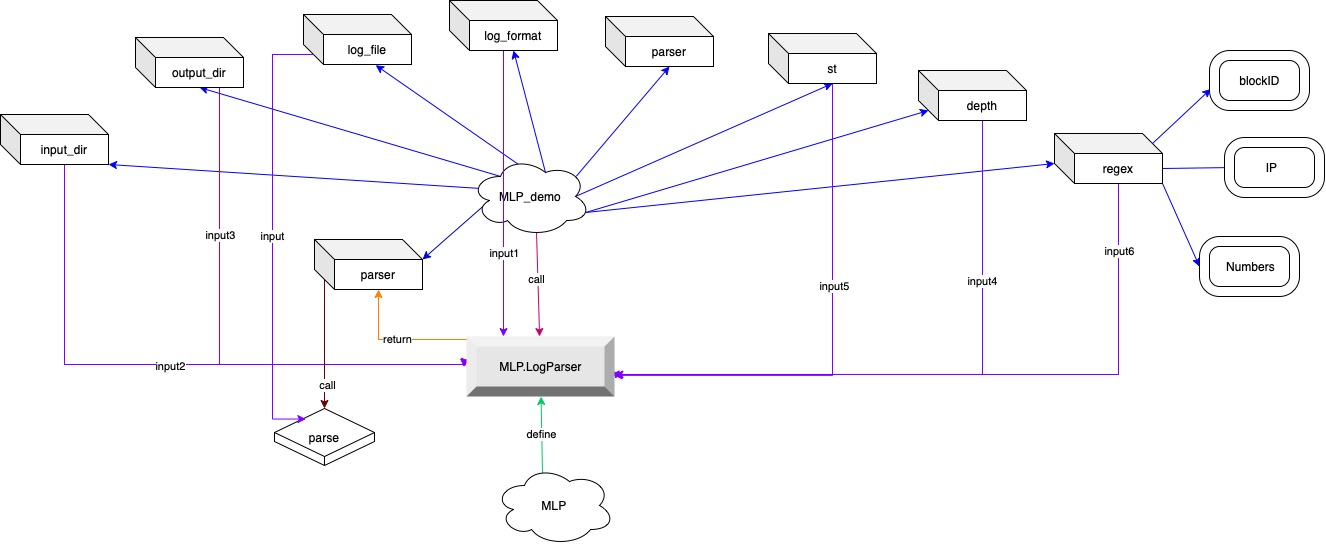 log_format
log_file
parser
st
output_dir
blockID
depth
input_dir
regex
IP
MLP_demo
input3
input
input1
input6
Numbers
parser
call
input4
input5
return
input2
MLP.LogParser
call
parse
define
MLP